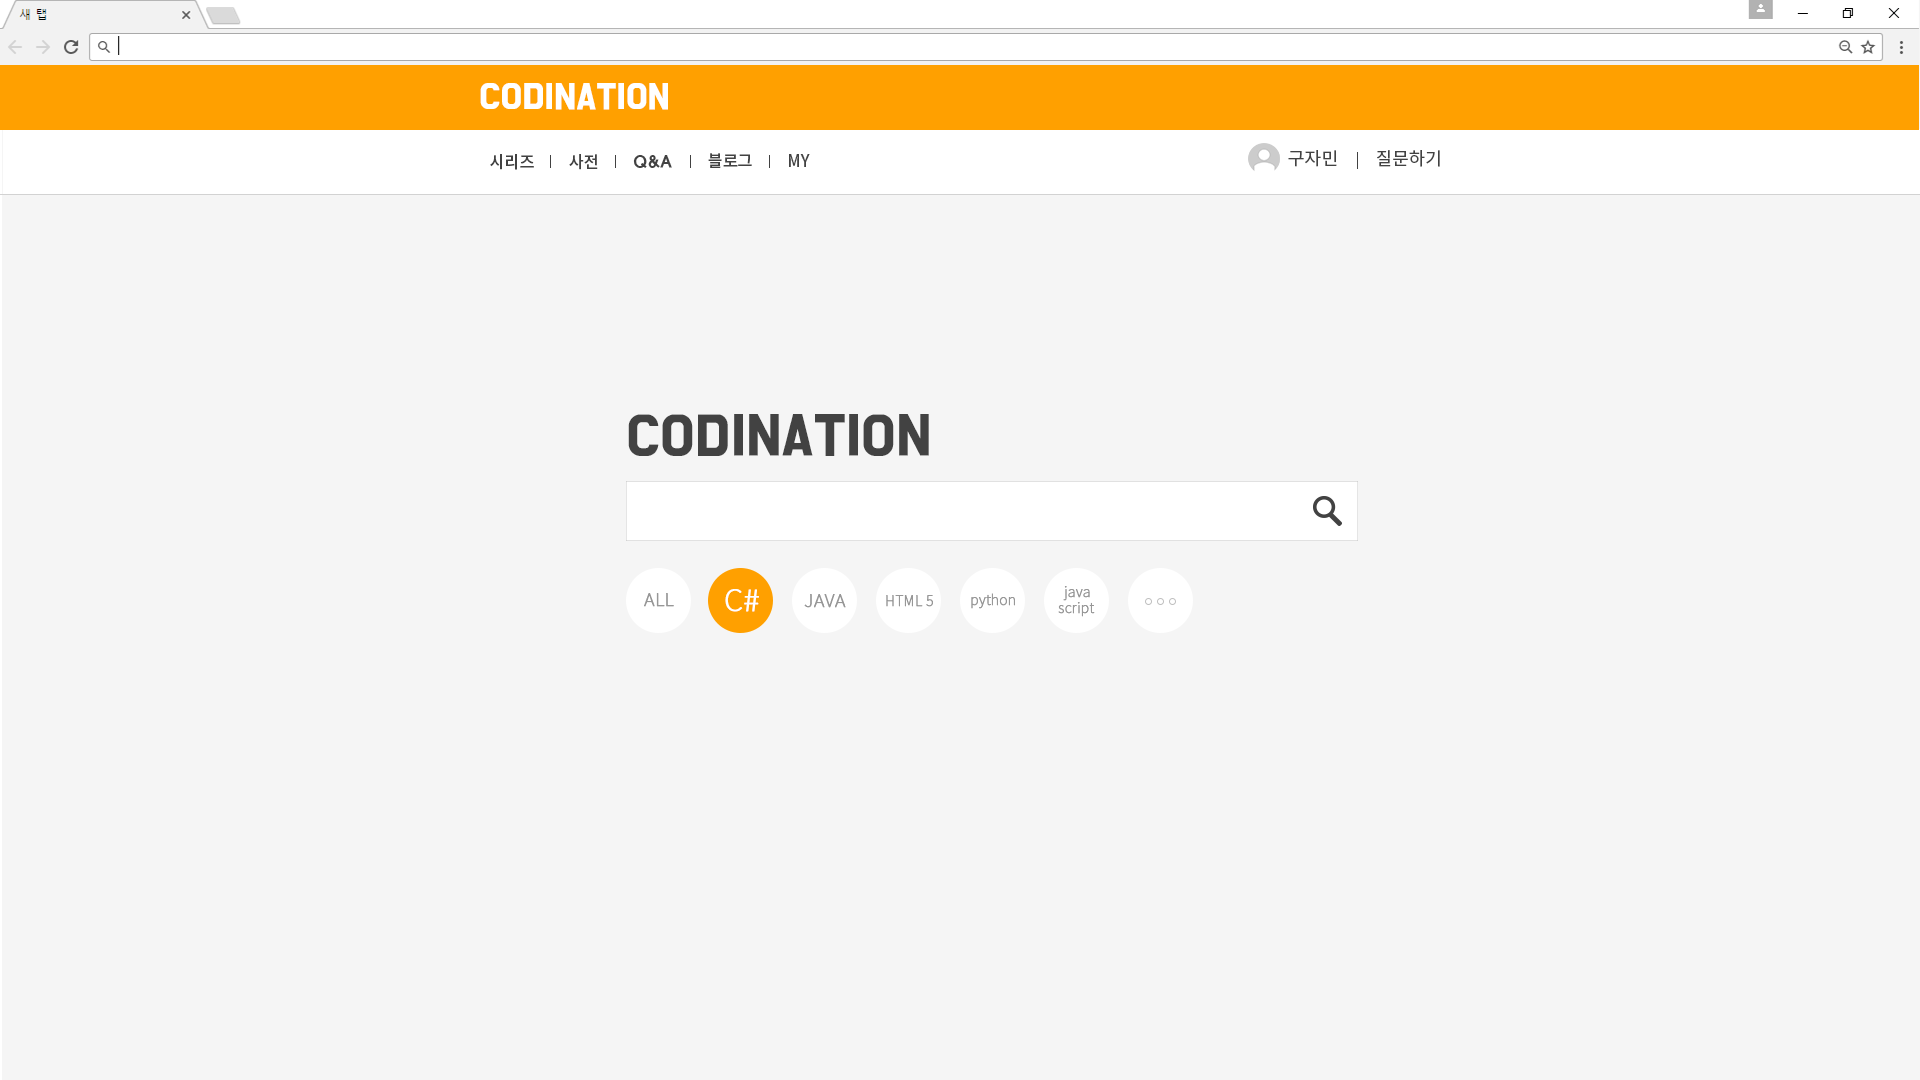 새 탭
CODINATION
시리즈 | 사전 | Q&A | 블로그 | MY
구자민 | 질문하기
CODINATION
ALL
C#
JAVA
HTML 5
python
java
script